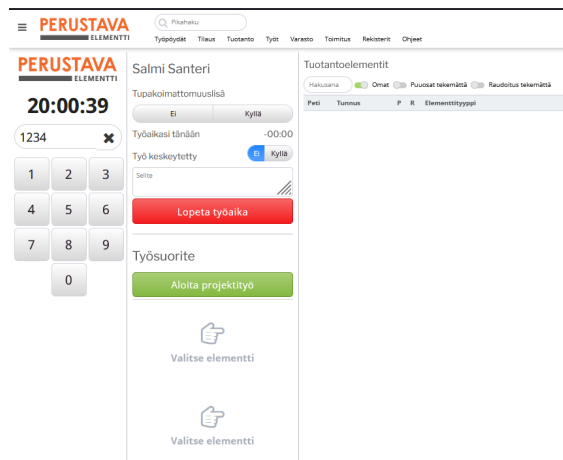 PERUSTAVA
ELEMENTTI
Pikahaku
Työpöydät Tilaus Tuotanto Työt Varasto Toimitus Rekisterit Ohjeet
PERUSTAVA
ELEMENTTI
20:00:39
1234
1 2 3
4 5 6
7 8 9
0
Salmi Santeri
Tupakoimattomuuslisä
Ei Kyllä
Työaikasi tänään -00:00
Työ keskeytetty Ei Kyllä
Selite
Lopeta työaika
Työsuorite
Aloita projektityö
Valitse elementti
Valitse elementti
Tuotantoelementit
Hakusana Omat Puuosat tekemättä Raudoitus tekemättä
Peti Tunnus P R Elementtityyppi